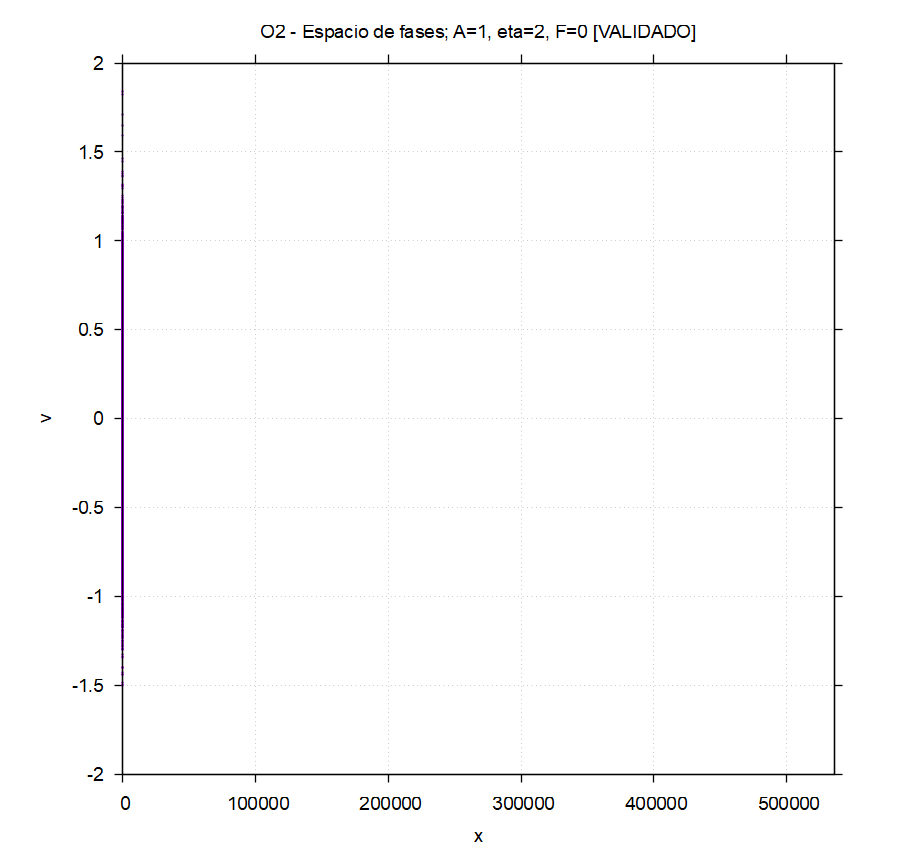 O2 - Espacio de fases; A=1, eta=2, F=0 [VALIDADO]
2
1.5
1
0.5
0
-0.5
-1
-1.5
-2
v
0 100000 200000 300000 400000 500000
x